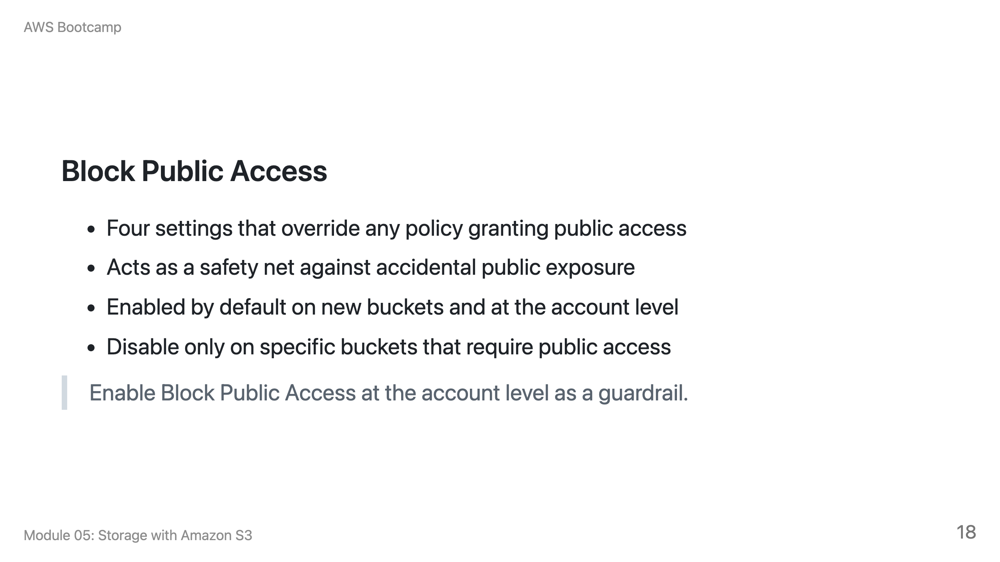 AWS Bootcamp
Block Public Access
• Four settings that override any policy granting public access
• Acts as a safety net against accidental public exposure
• Enabled by default on new buckets and at the account level
• Disable only on specific buckets that require public access
Enable Block Public Access at the account level as a guardrail.
Module 05: Storage with Amazon S3
18